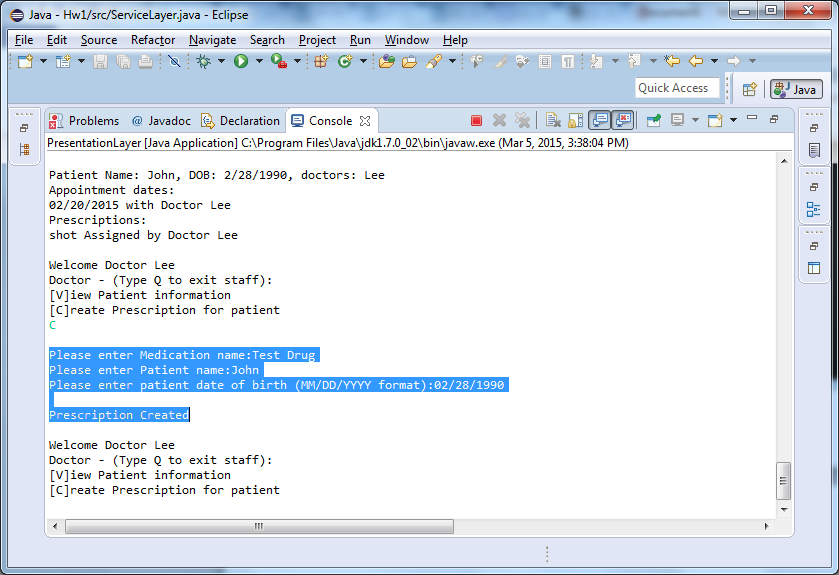 Java - Hw1/src/ServiceLayer.java - Eclipse
File Edit Source Refactor Navigate Search Project Run Window Help
Quick Access
Java
Problems @ Javadoc Declaration Console
PresentationLayer [Java Application] C:\Program Files\Java\jdk1.7.0_02\bin\javaw.exe (Mar 5, 2015, 3:38:04 PM)
Patient Name: John, DOB: 2/28/1990, doctors: Lee
Appointment dates:
02/20/2015 with Doctor Lee
Prescriptions:
shot Assigned by Doctor Lee
Welcome Doctor Lee
Doctor - (Type Q to exit staff):
[V]iew Patient information
[C]reate Prescription for patient
C
Please enter Medication name:Test Drug
Please enter Patient name:John
Please enter patient date of birth (MM/DD/YYYY format):02/28/1990
Prescription Created
Welcome Doctor Lee
Doctor - (Type Q to exit staff):
[V]iew Patient information
[C]reate Prescription for patient